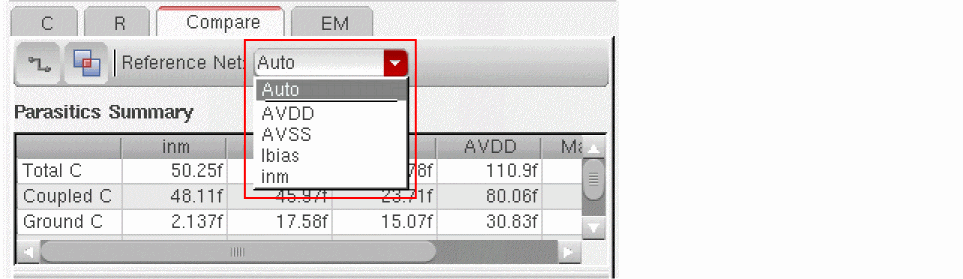 C R Compare EM
Reference Net: Auto
Auto
AVDD
AVSS
Ibias
inm
Parasitics Summary
inm AVDD
Total C 50.25f 78f 110.9f
Coupled C 48.11f 45.97f 23.71f 80.06f
Ground C 2.137f 17.58f 15.07f 30.83f